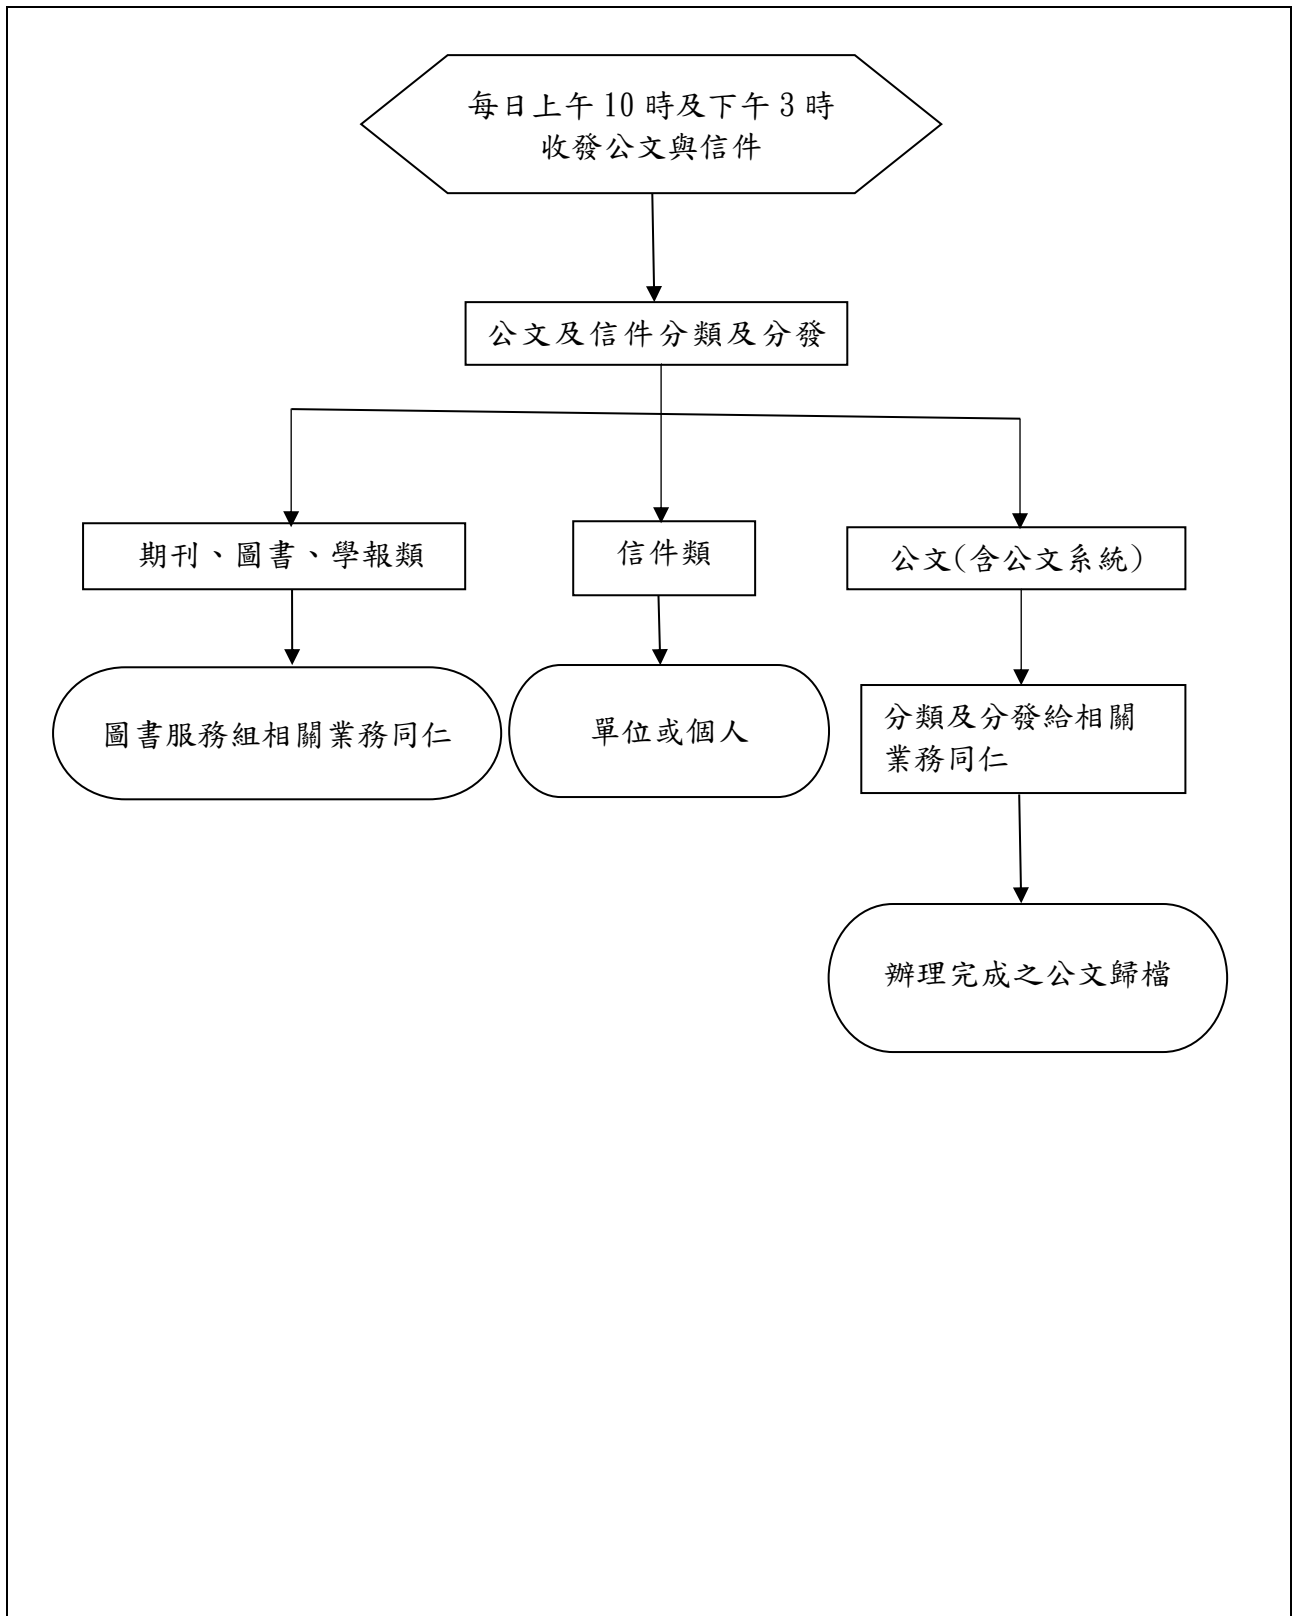 每日上午 10 時及下午 3 時
收發公文與信件
公文及信件分類及分發
期刊、圖書、學報類
信件類
公文(含公文系統)
圖書服務組相關業務同仁
單位或個人
分類及分發給相關
業務同仁
辦理完成之公文歸檔